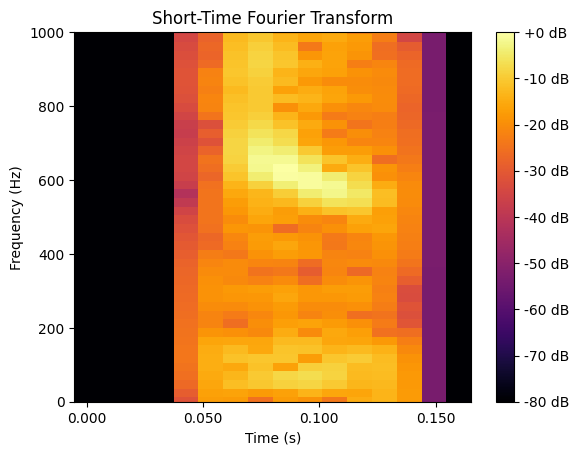 Short-Time Fourier Transform
Frequency (Hz)
1000
800
600
400
200
0
0.000
0.050
0.100
0.150
Time (s)
+0 dB
-10 dB
-20 dB
-30 dB
-40 dB
-50 dB
-60 dB
-70 dB
-80 dB